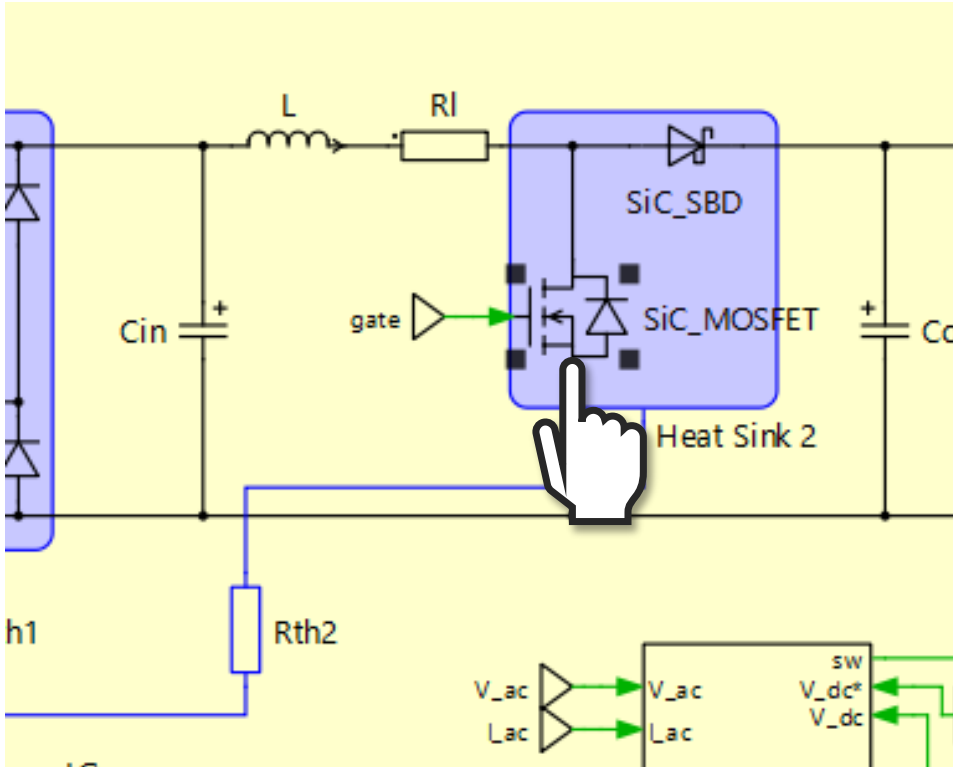 L
Rl
SiC_SBD
+
+
Cin
gate
SiC_MOSFET
Heat Sink 2
h1
Rth2
sw
V_ac
V_ac
V_dc*
V_dc
I_ac
I_ac